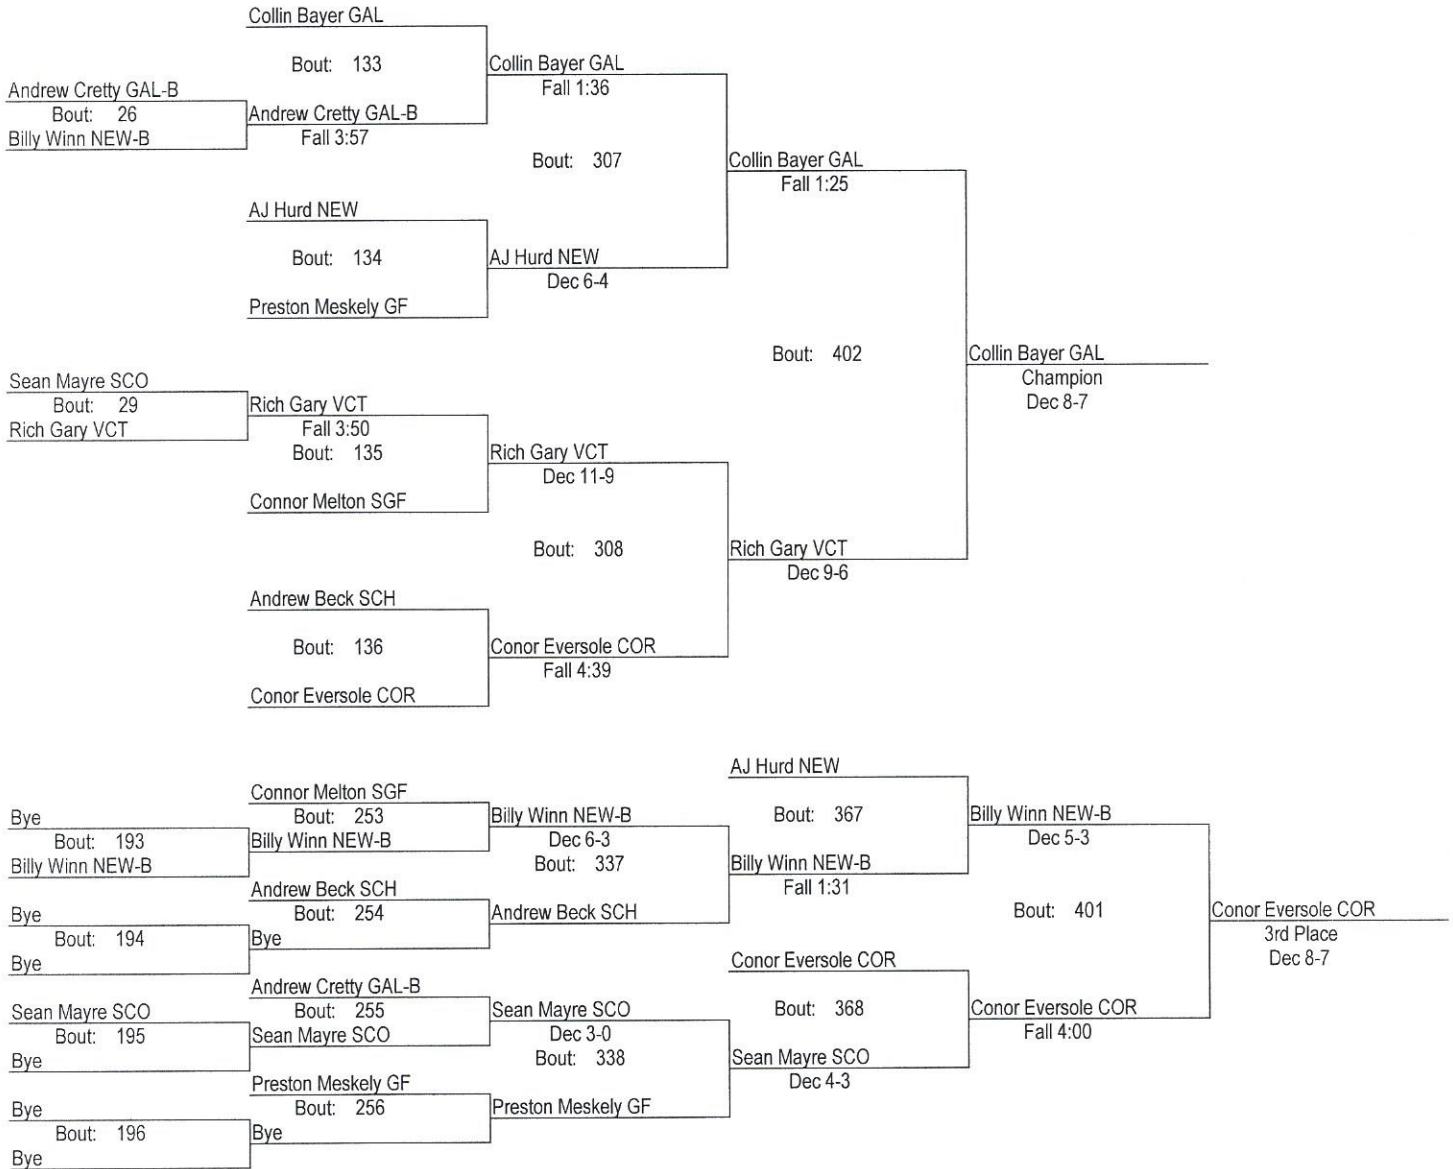 Collin Bayer GAL
Bout: 133
Collin Bayer GAL
Fall 1:36
Andrew Cretty GAL-B
Bout: 26
Billy Winn NEW-B
Andrew Cretty GAL-B
Fall 3:57
Bout: 307
Collin Bayer GAL
Fall 1:25
AJ Hurd NEW
Bout: 134
AJ Hurd NEW
Dec 6-4
Preston Meskely GF
Bout: 402
Collin Bayer GAL
Champion
Dec 8-7
Sean Mayre SCO
Bout: 29
Rich Gary VCT
Rich Gary VCT
Fall 3:50
Bout: 135
Rich Gary VCT
Dec 11-9
Connor Melton SGF
Bout: 308
Rich Gary VCT
Dec 9-6
Andrew Beck SCH
Bout: 136
Conor Eversole COR
Fall 4:39
Conor Eversole COR
AJ Hurd NEW
Connor Melton SGF
Bout: 253
Bye
Bout: 193
Billy Winn NEW-B
Billy Winn NEW-B
Billy Winn NEW-B
Dec 6-3
Bout: 337
Bout: 367
Billy Winn NEW-B
Dec 5-3
Billy Winn NEW-B
Fall 1:31
Andrew Beck SCH
Bout: 254
Andrew Beck SCH
Bye
Bout: 194
Bye
Bye
Bout: 401
Conor Eversole COR
3rd Place
Dec 8-7
Conor Eversole COR
Andrew Cretty GAL-B
Bout: 255
Sean Mayre SCO
Bout: 195
Bye
Sean Mayre SCO
Sean Mayre SCO
Dec 3-0
Bout: 338
Bout: 368
Conor Eversole COR
Fall 4:00
Sean Mayre SCO
Dec 4-3
Preston Meskely GF
Bout: 256
Preston Meskely GF
Bye
Bout: 196
Bye
Bye